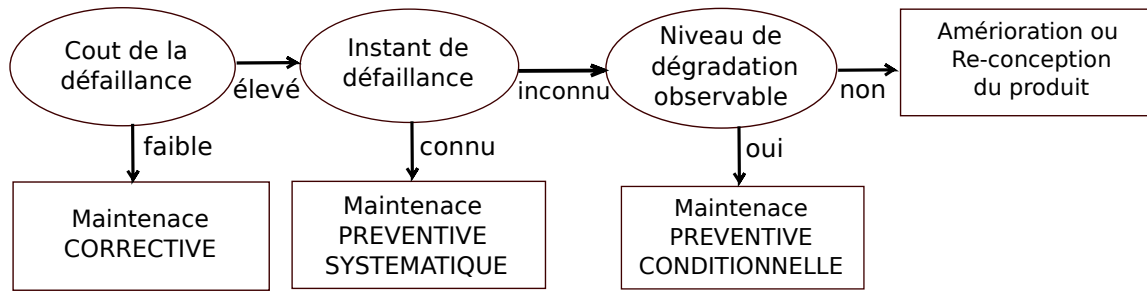 Cout de la
défaillance
élevé
Instant de
défaillance
inconnu
Niveau de
dégradation
observable
non
Amérioration ou
Re-conception
du produit
faible
connu
oui
Maintenace
CORRECTIVE
Maintenace
PREVENTIVE
SYSTEMATIQUE
Maintenace
PREVENTIVE
CONDITIONNELLE